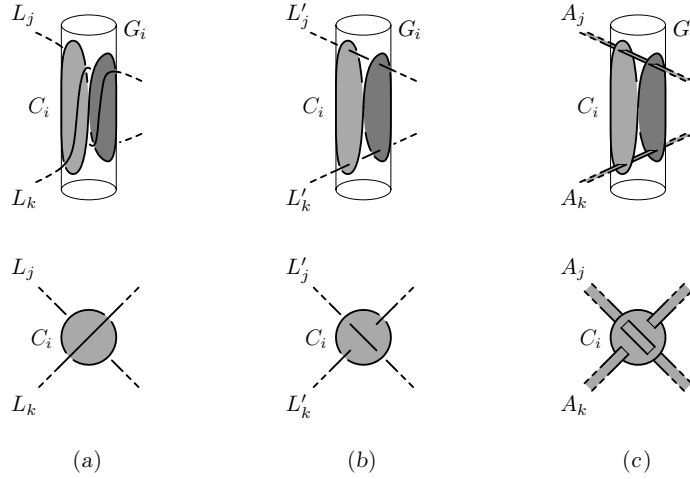 L_j G_i L'_j G_i A_j G
C_i C_i C_i
L_k L'_k A_k
L_j L'_j A_j
C_i C_i C_i
L_k L'_k A_k
(a) (b) (c)